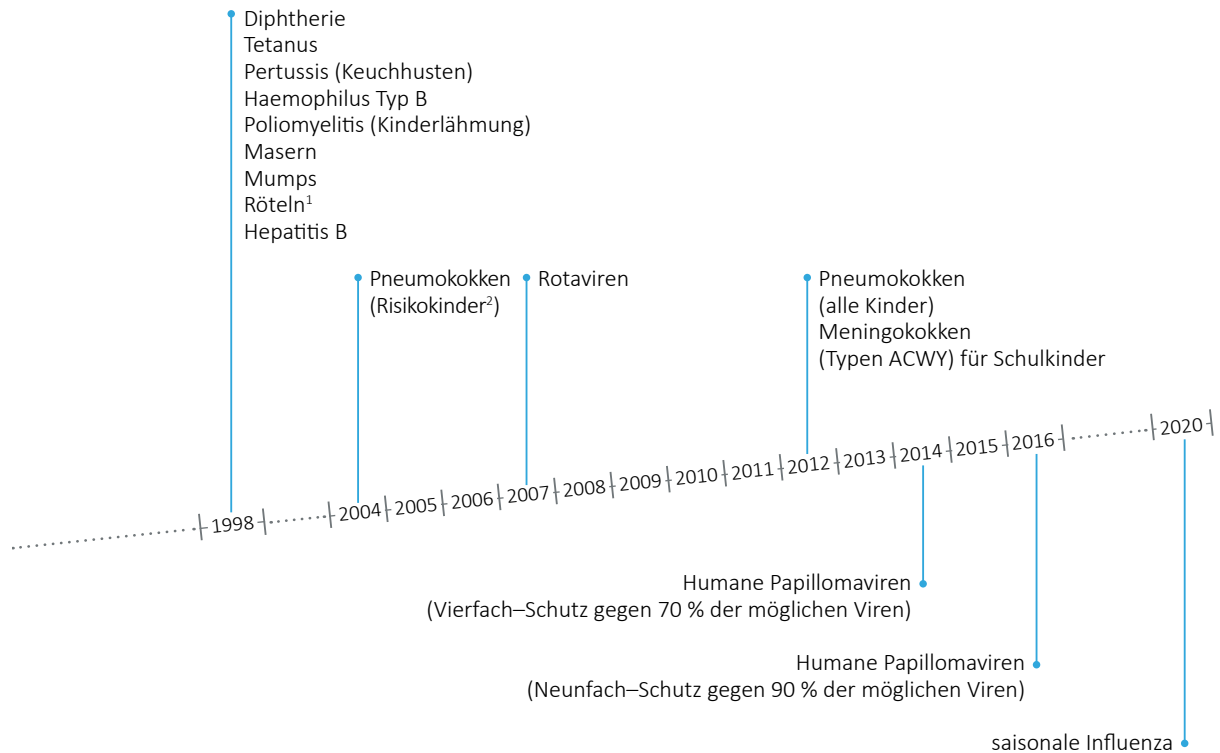 Diphtherie
Tetanus
Pertussis (Keuchhusten)
Haemophilus Typ B
Poliomyelitis (Kinderlähmung)
Masern
Mumps
Röteln¹
Hepatitis B
Pneumokokken
(Risikokinder²)
Rotaviren
Pneumokokken
(alle Kinder)
Meningokokken
(Typen ACWY) für Schulkinder
1998
2004
2005
2006
2007
2008
2009
2010
2011
2012
2013
2014
2015
2016
2020
Humane Papillomaviren
(Vierfach–Schutz gegen 70 % der möglichen Viren)
Humane Papillomaviren
(Neunfach–Schutz gegen 90 % der möglichen Viren)
saisonale Influenza